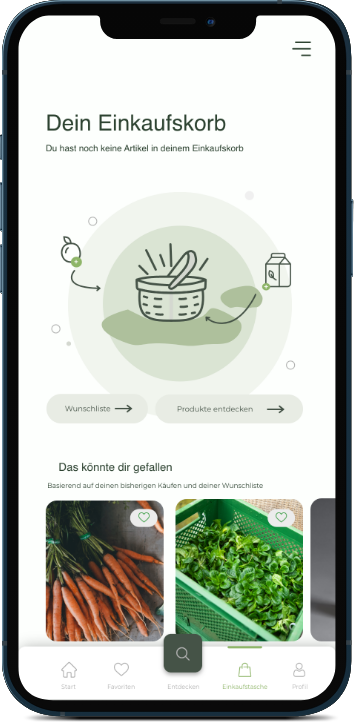 Dein Einkaufskorb
Du hast noch keine Artikel in deinem Einkaufskorb
Wunschliste
Produkte entdecken
Das könnte dir gefallen
Basierend auf deinen bisherigen Käufen und deiner Wunschliste
Start
Favoriten
Entdecken
Einkaufstasche
Profil